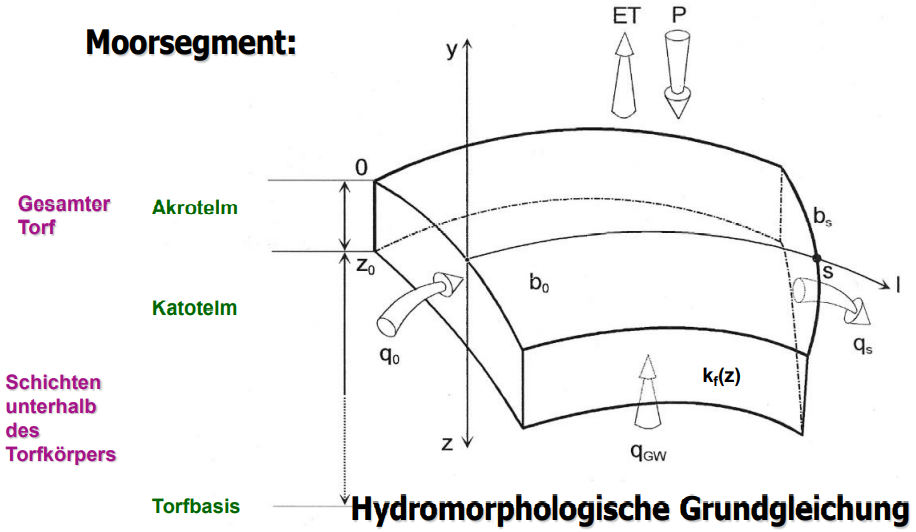 Moorsegment:
ET P
y
0
Gesamter
Torf
Akrotelm
bₛ
z₀
b₀
s
l
Katotelm
q₀
qₛ
kf(z)
Schichten
unterhalb
des
Torfkörpers
z
qGW
Torfbasis
Hydromorphologische Grundgleichung